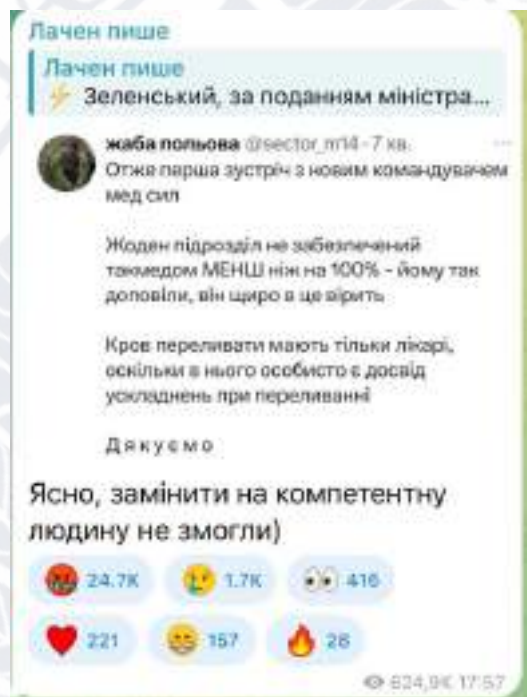 Лачен пише
Лачен пише
⚡ Зеленський, за поданням міністра...
жаба польова @sector_m14 · 7 хв.
Отже перша зустріч з новим командувачем
мед сил
Жоден підрозділ не забезпечений
такмедом МЕНШ ніж на 100% - йому так
доповіли, він щиро в це вірить
Кров переливати мають тільки лікарі,
оскільки в нього особисто є досвід
ускладнень при переливанні
Д я к у є м о
Ясно, замінити на компетентну
людину не змогли)
24.7K 1.7K 416
221 157 28
624,9K 17:57